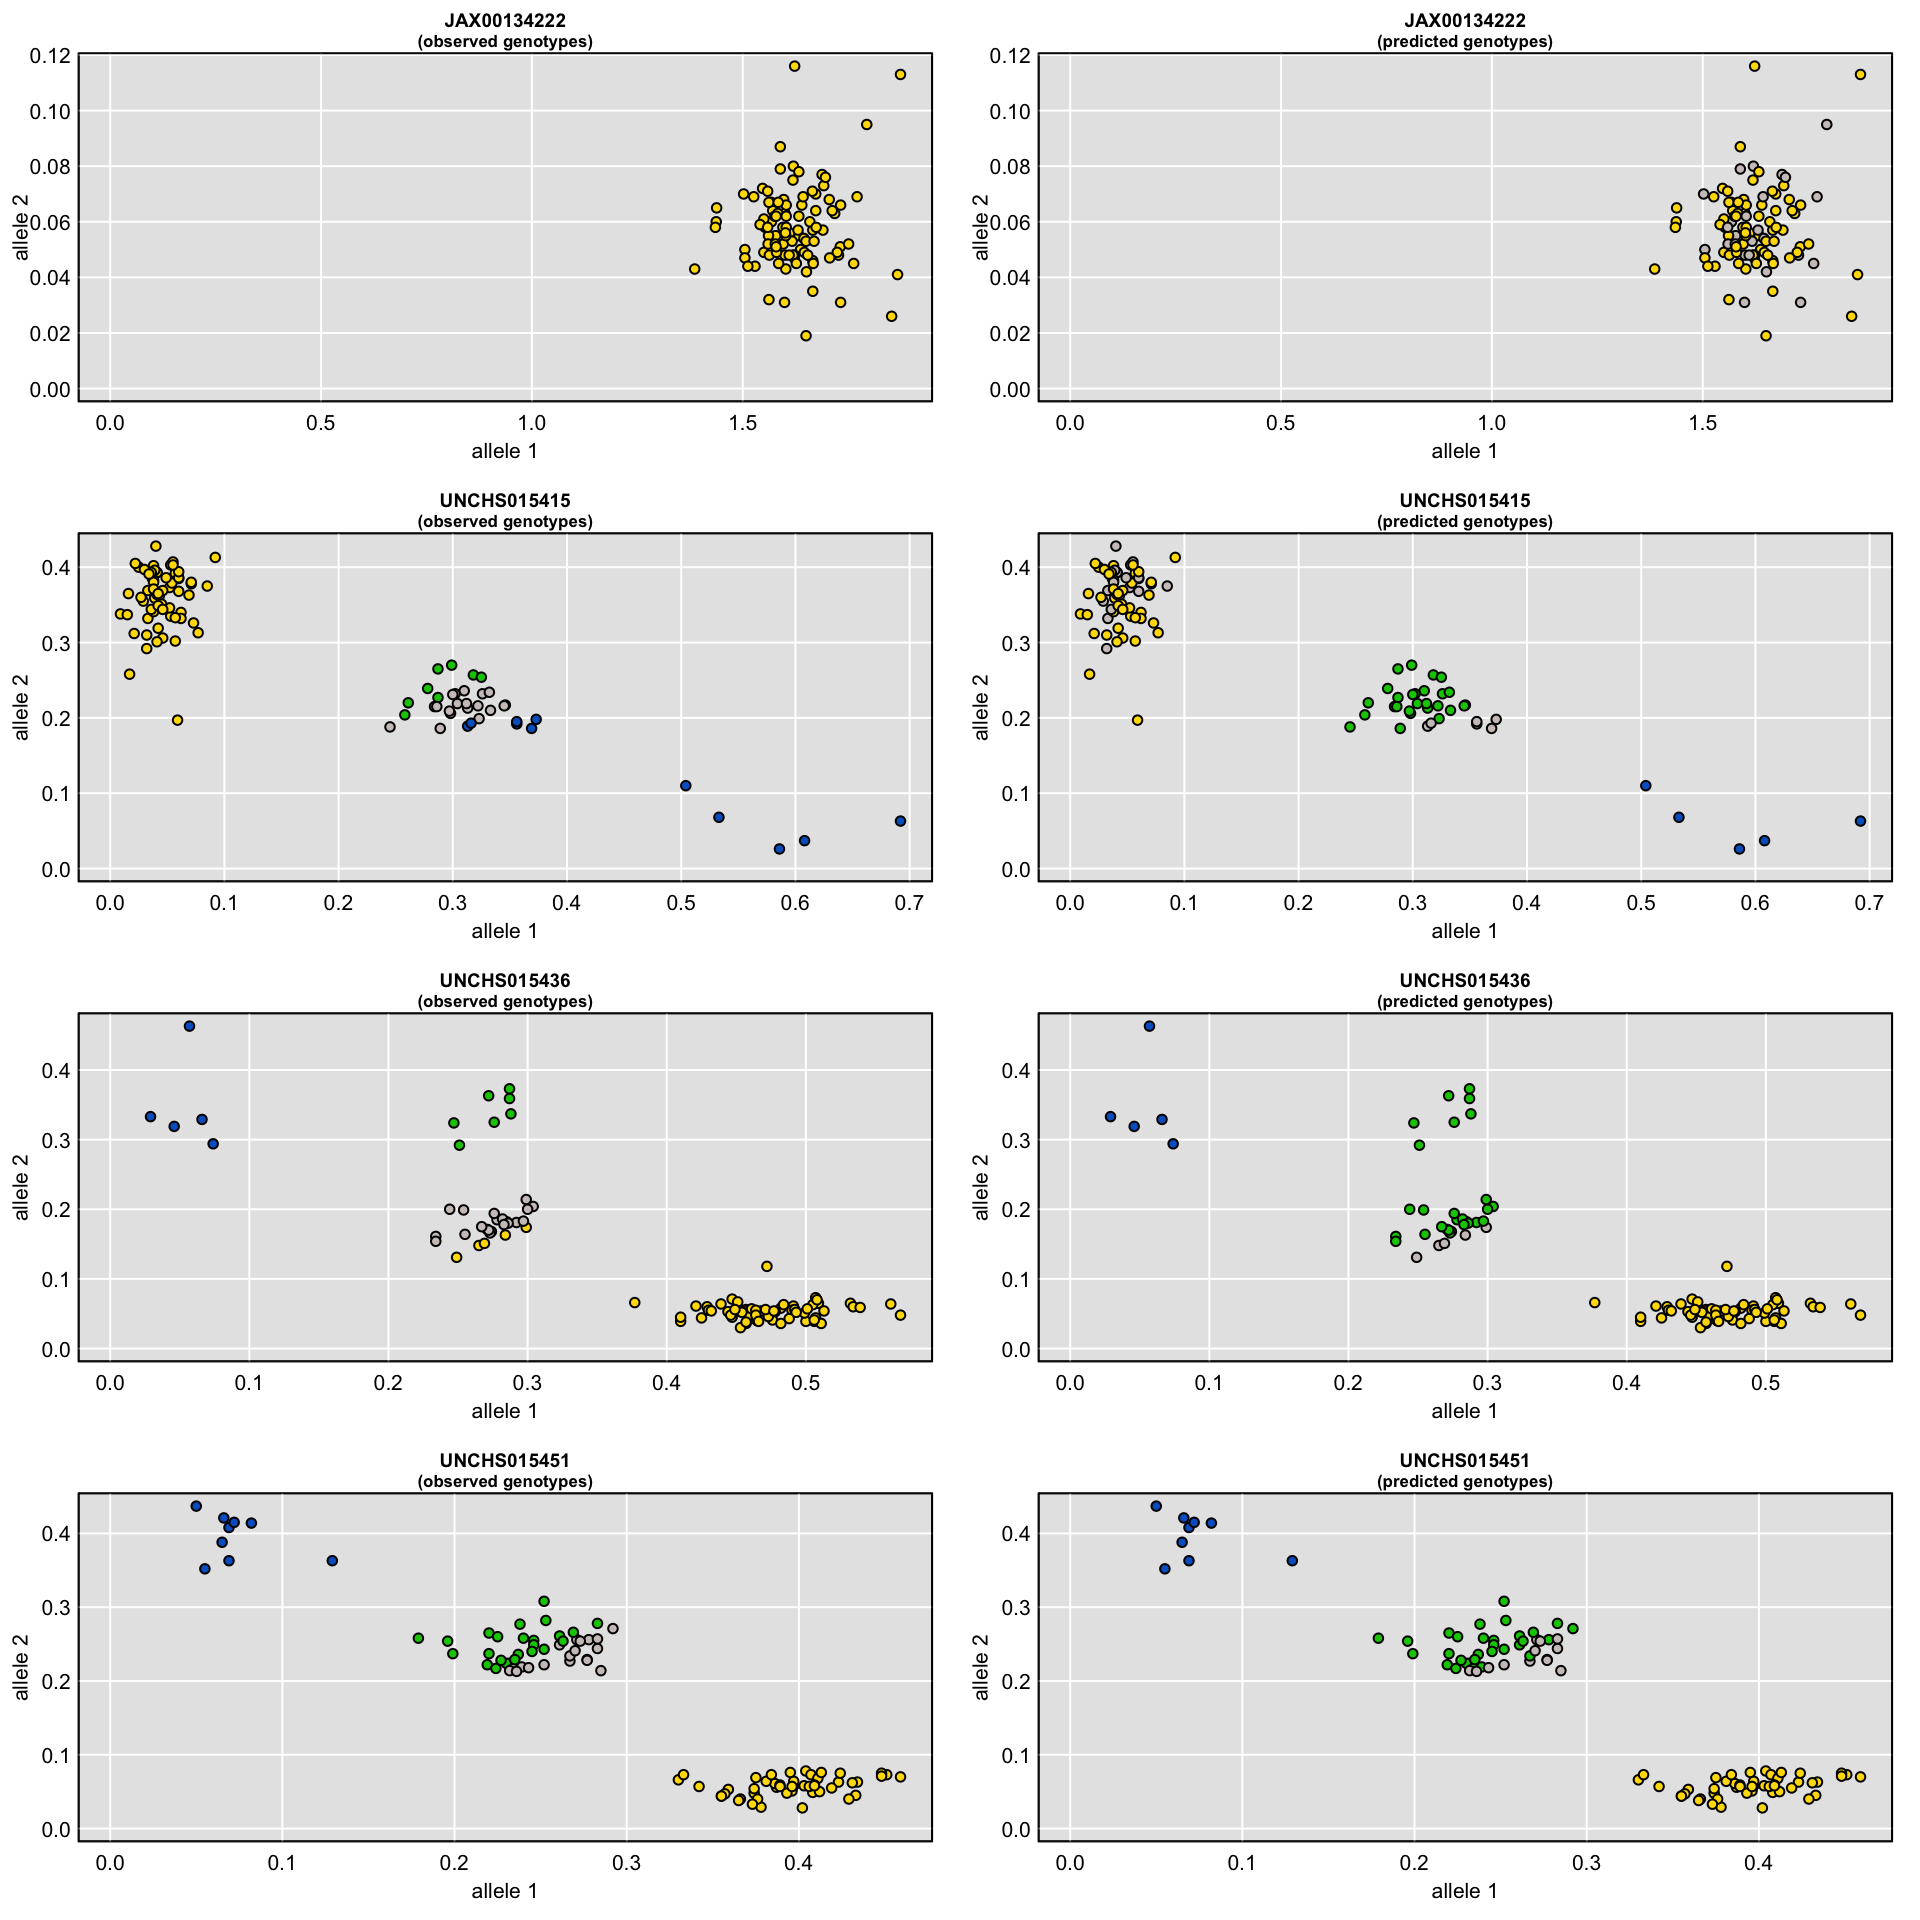 JAX00134222
(observed genotypes)
0.12
0.10
0.08
0.06
0.04
0.02
0.00
allele 2
0.0 0.5 1.0 1.5
allele 1
JAX00134222
(predicted genotypes)
0.12
0.10
0.08
0.06
0.04
0.02
0.00
allele 2
0.0 0.5 1.0 1.5
allele 1
UNCHS015415
(observed genotypes)
0.4
0.3
0.2
0.1
0.0
allele 2
0.0 0.1 0.2 0.3 0.4 0.5 0.6 0.7
allele 1
UNCHS015415
(predicted genotypes)
0.4
0.3
0.2
0.1
0.0
allele 2
0.0 0.1 0.2 0.3 0.4 0.5 0.6 0.7
allele 1
UNCHS015436
(observed genotypes)
0.4
0.3
0.2
0.1
0.0
allele 2
0.0 0.1 0.2 0.3 0.4 0.5
allele 1
UNCHS015436
(predicted genotypes)
0.4
0.3
0.2
0.1
0.0
allele 2
0.0 0.1 0.2 0.3 0.4 0.5
allele 1
UNCHS015451
(observed genotypes)
0.4
0.3
0.2
0.1
0.0
allele 2
0.0 0.1 0.2 0.3 0.4
allele 1
UNCHS015451
(predicted genotypes)
0.4
0.3
0.2
0.1
0.0
allele 2
0.0 0.1 0.2 0.3 0.4
allele 1